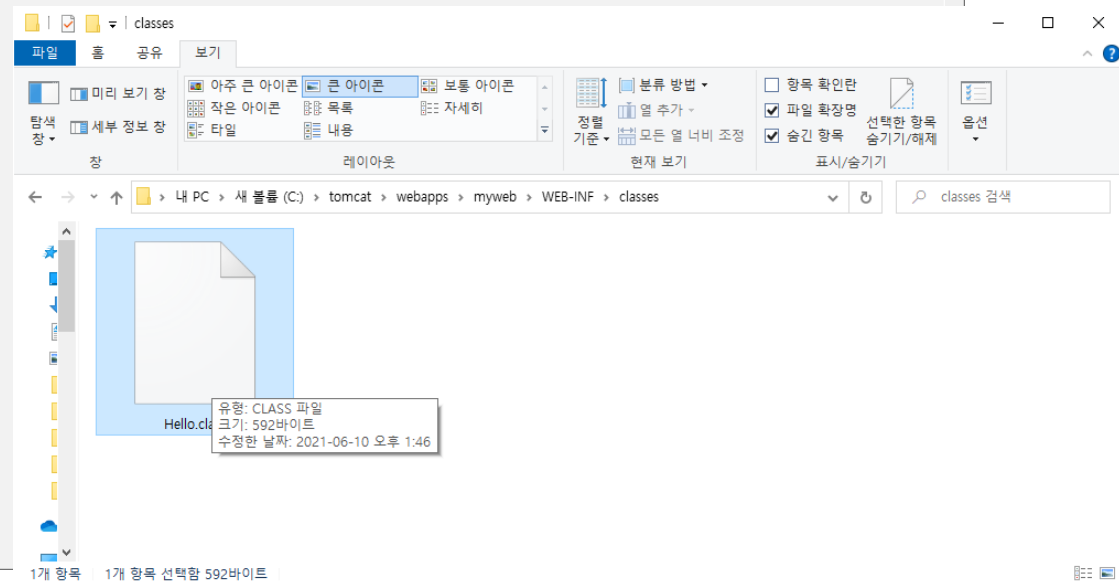 classes
파일 홈 공유 보기
미리 보기 창
세부 정보 창
탐색
창
아주 큰 아이콘 큰 아이콘 보통 아이콘
작은 아이콘 목록 자세히
타일 내용
정렬
기준
분류 방법
열 추가
모든 열 너비 조정
항목 확인란
파일 확장명
숨긴 항목
선택한 항목
숨기기/해제
옵션
창 레이아웃 현재 보기 표시/숨기기
내 PC > 새 볼륨 (C:) > tomcat > webapps > myweb > WEB-INF > classes
classes 검색
Hello.cla
유형: CLASS 파일
크기: 592바이트
수정한 날짜: 2021-06-10 오후 1:46
1개 항목 1개 항목 선택함 592바이트